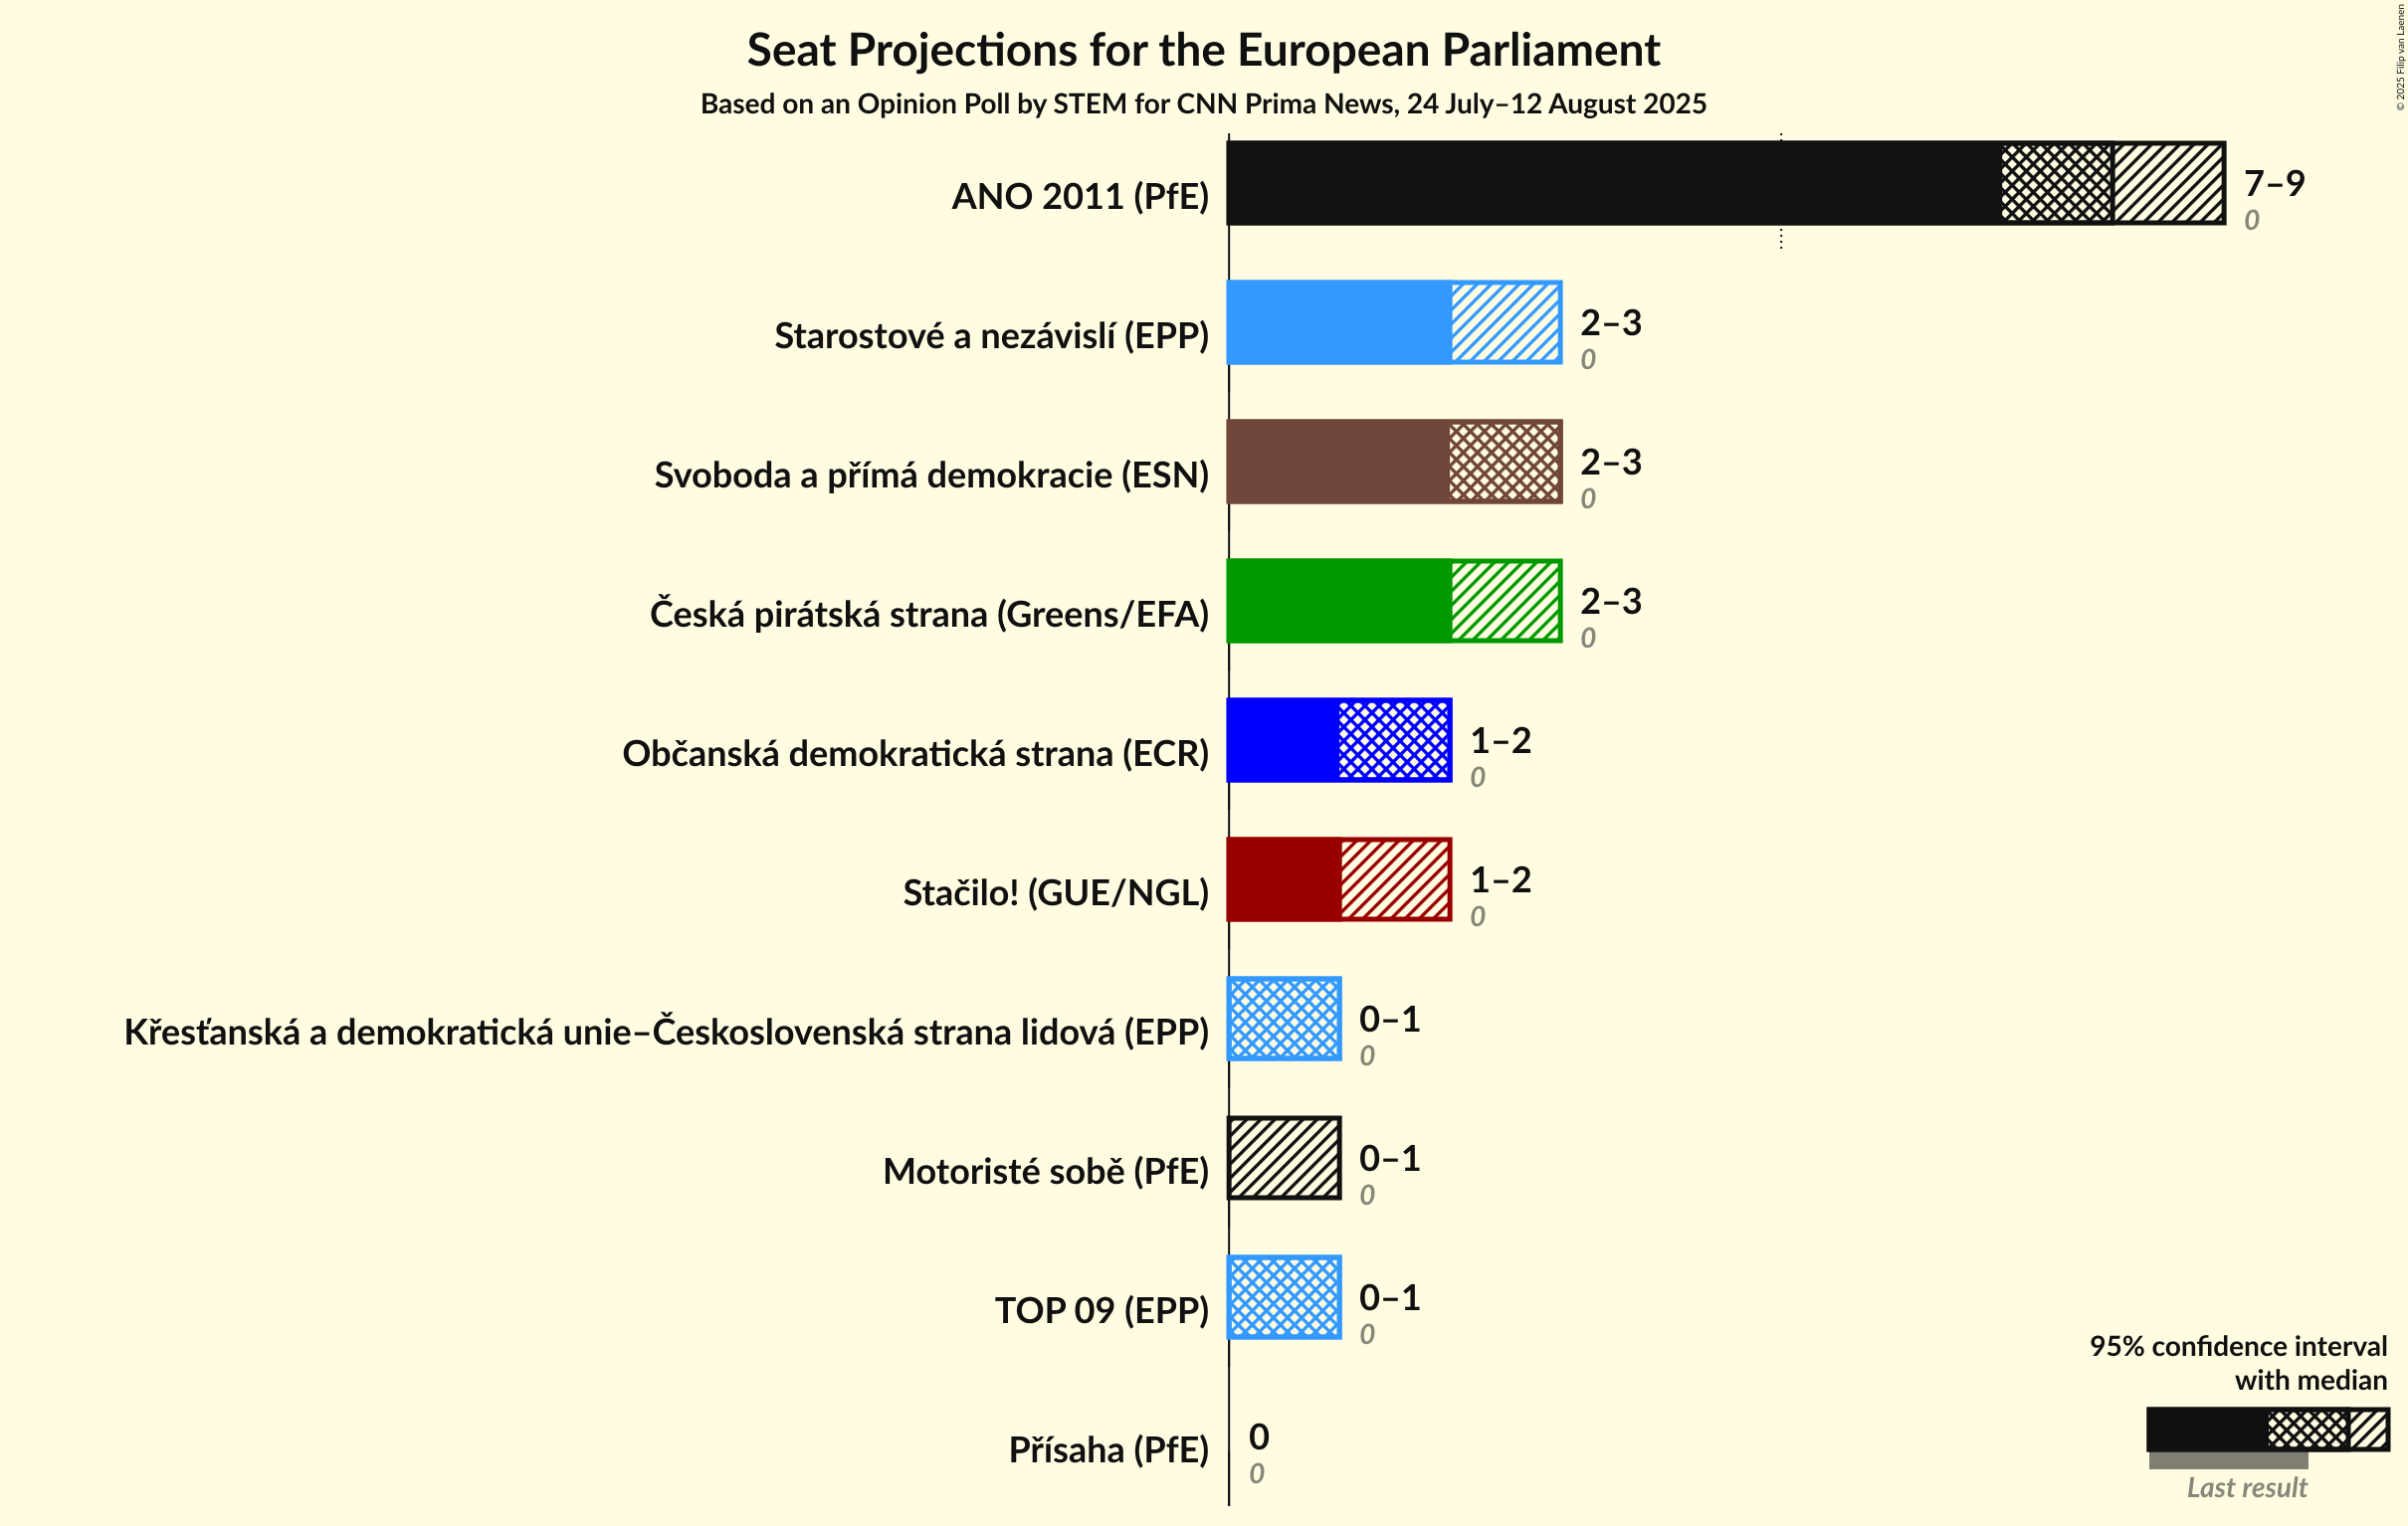 Seat Projections for the European Parliament
Based on an Opinion Poll by STEM for CNN Prima News, 24 July–12 August 2025
© 2025 Filip van Laenen
ANO 2011 (PfE)
7–9
0
Starostové a nezávislí (EPP)
2–3
0
Svoboda a přímá demokracie (ESN)
2–3
0
Česká pirátská strana (Greens/EFA)
2–3
0
Občanská demokratická strana (ECR)
1–2
0
Stačilo! (GUE/NGL)
1–2
0
Křesťanská a demokratická unie–Československá strana lidová (EPP)
0–1
0
Motoristé sobě (PfE)
0–1
0
TOP 09 (EPP)
0–1
0
Přísaha (PfE)
0
0
95% confidence interval
with median
Last result